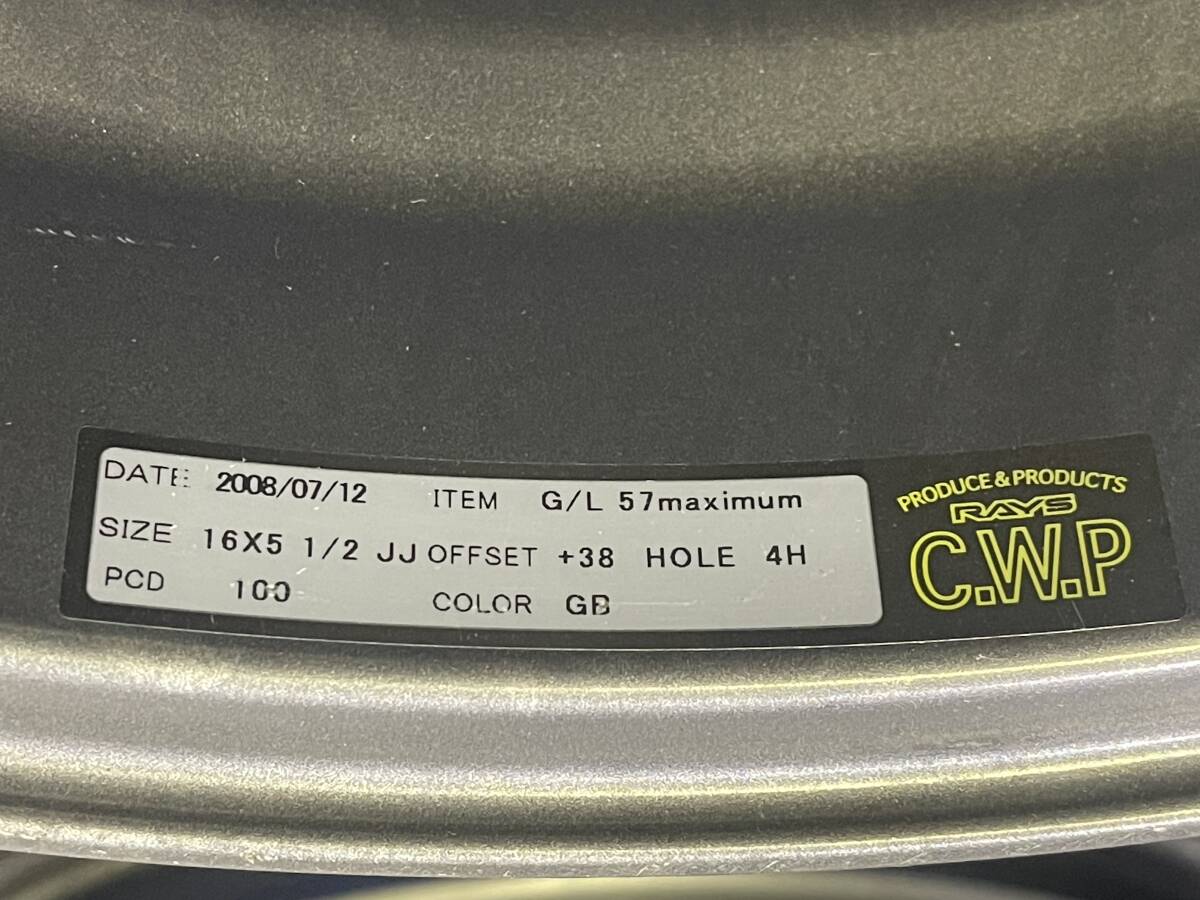 DATE: 2008/07/12 ITEM G/L 57maximum
SIZE 16X5 1/2 JJ OFFSET +38 HOLE 4H
PCD 100 COLOR GB
PRODUCE & PRODUCTS
RAYS
C.W.P